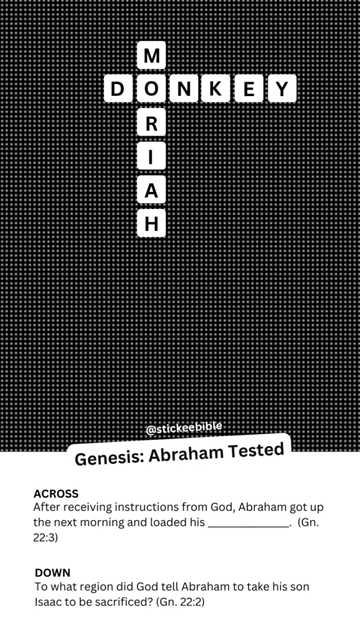 M
DONKEY
R
I
A
H
@stickeebible
Genesis: Abraham Tested
ACROSS
After receiving instructions from God, Abraham got up
the next morning and loaded his ______________. (Gn.
22:3)
DOWN
To what region did God tell Abraham to take his son
Isaac to be sacrificed? (Gn. 22:2)